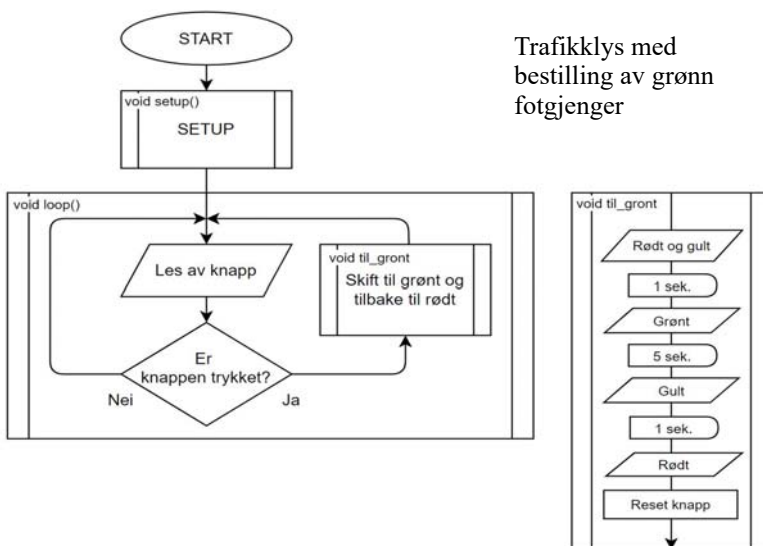 START
Trafikklys med
bestilling av grønn
fotgjenger
void setup()
SETUP
void loop()
Les av knapp
void til_gront
Skift til grønt og
tilbake til rødt
Er
knappen trykket?
Nei
Ja
void til_gront
Rødt og gult
1 sek.
Grønt
5 sek.
Gult
1 sek.
Rødt
Reset knapp